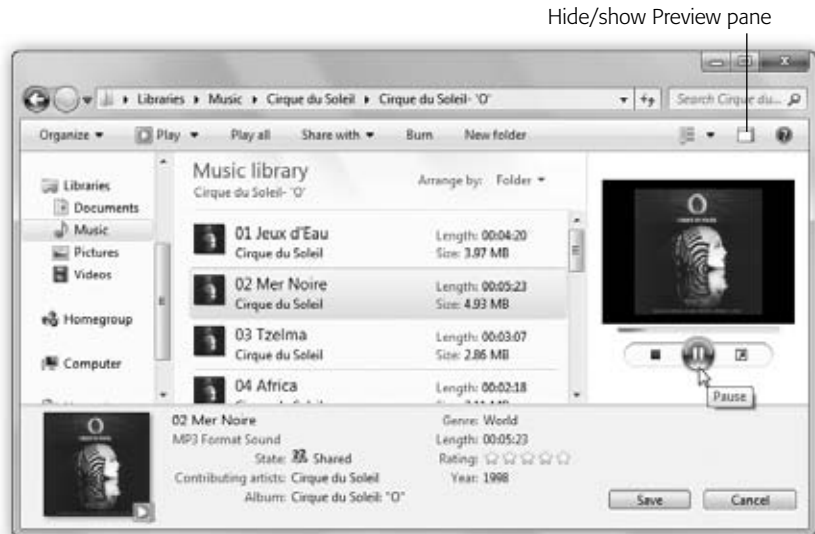 Hide/show Preview pane
Libraries Music Cirque du Soleil Cirque du Soleil- 'O'
Search Cirque du...
Organize Play Play all Share with Burn New folder
Libraries
Documents
Music
Pictures
Videos
Homegroup
Computer
Music library
Cirque du Soleil- 'O'
Arrange by: Folder
01 Jeux d'Eau
Cirque du Soleil
Length: 00:04:20
Size: 3.97 MB
02 Mer Noire
Cirque du Soleil
Length: 00:05:23
Size: 4.93 MB
03 Tzelma
Cirque du Soleil
Length: 00:03:07
Size: 2.86 MB
04 Africa
Length: 00:02:18
Pause
02 Mer Noire
MP3 Format Sound
State: Shared
Contributing artists: Cirque du Soleil
Album: Cirque du Soleil: "O"
Genre: World
Length: 00:05:23
Rating:
Year: 1998
Save Cancel